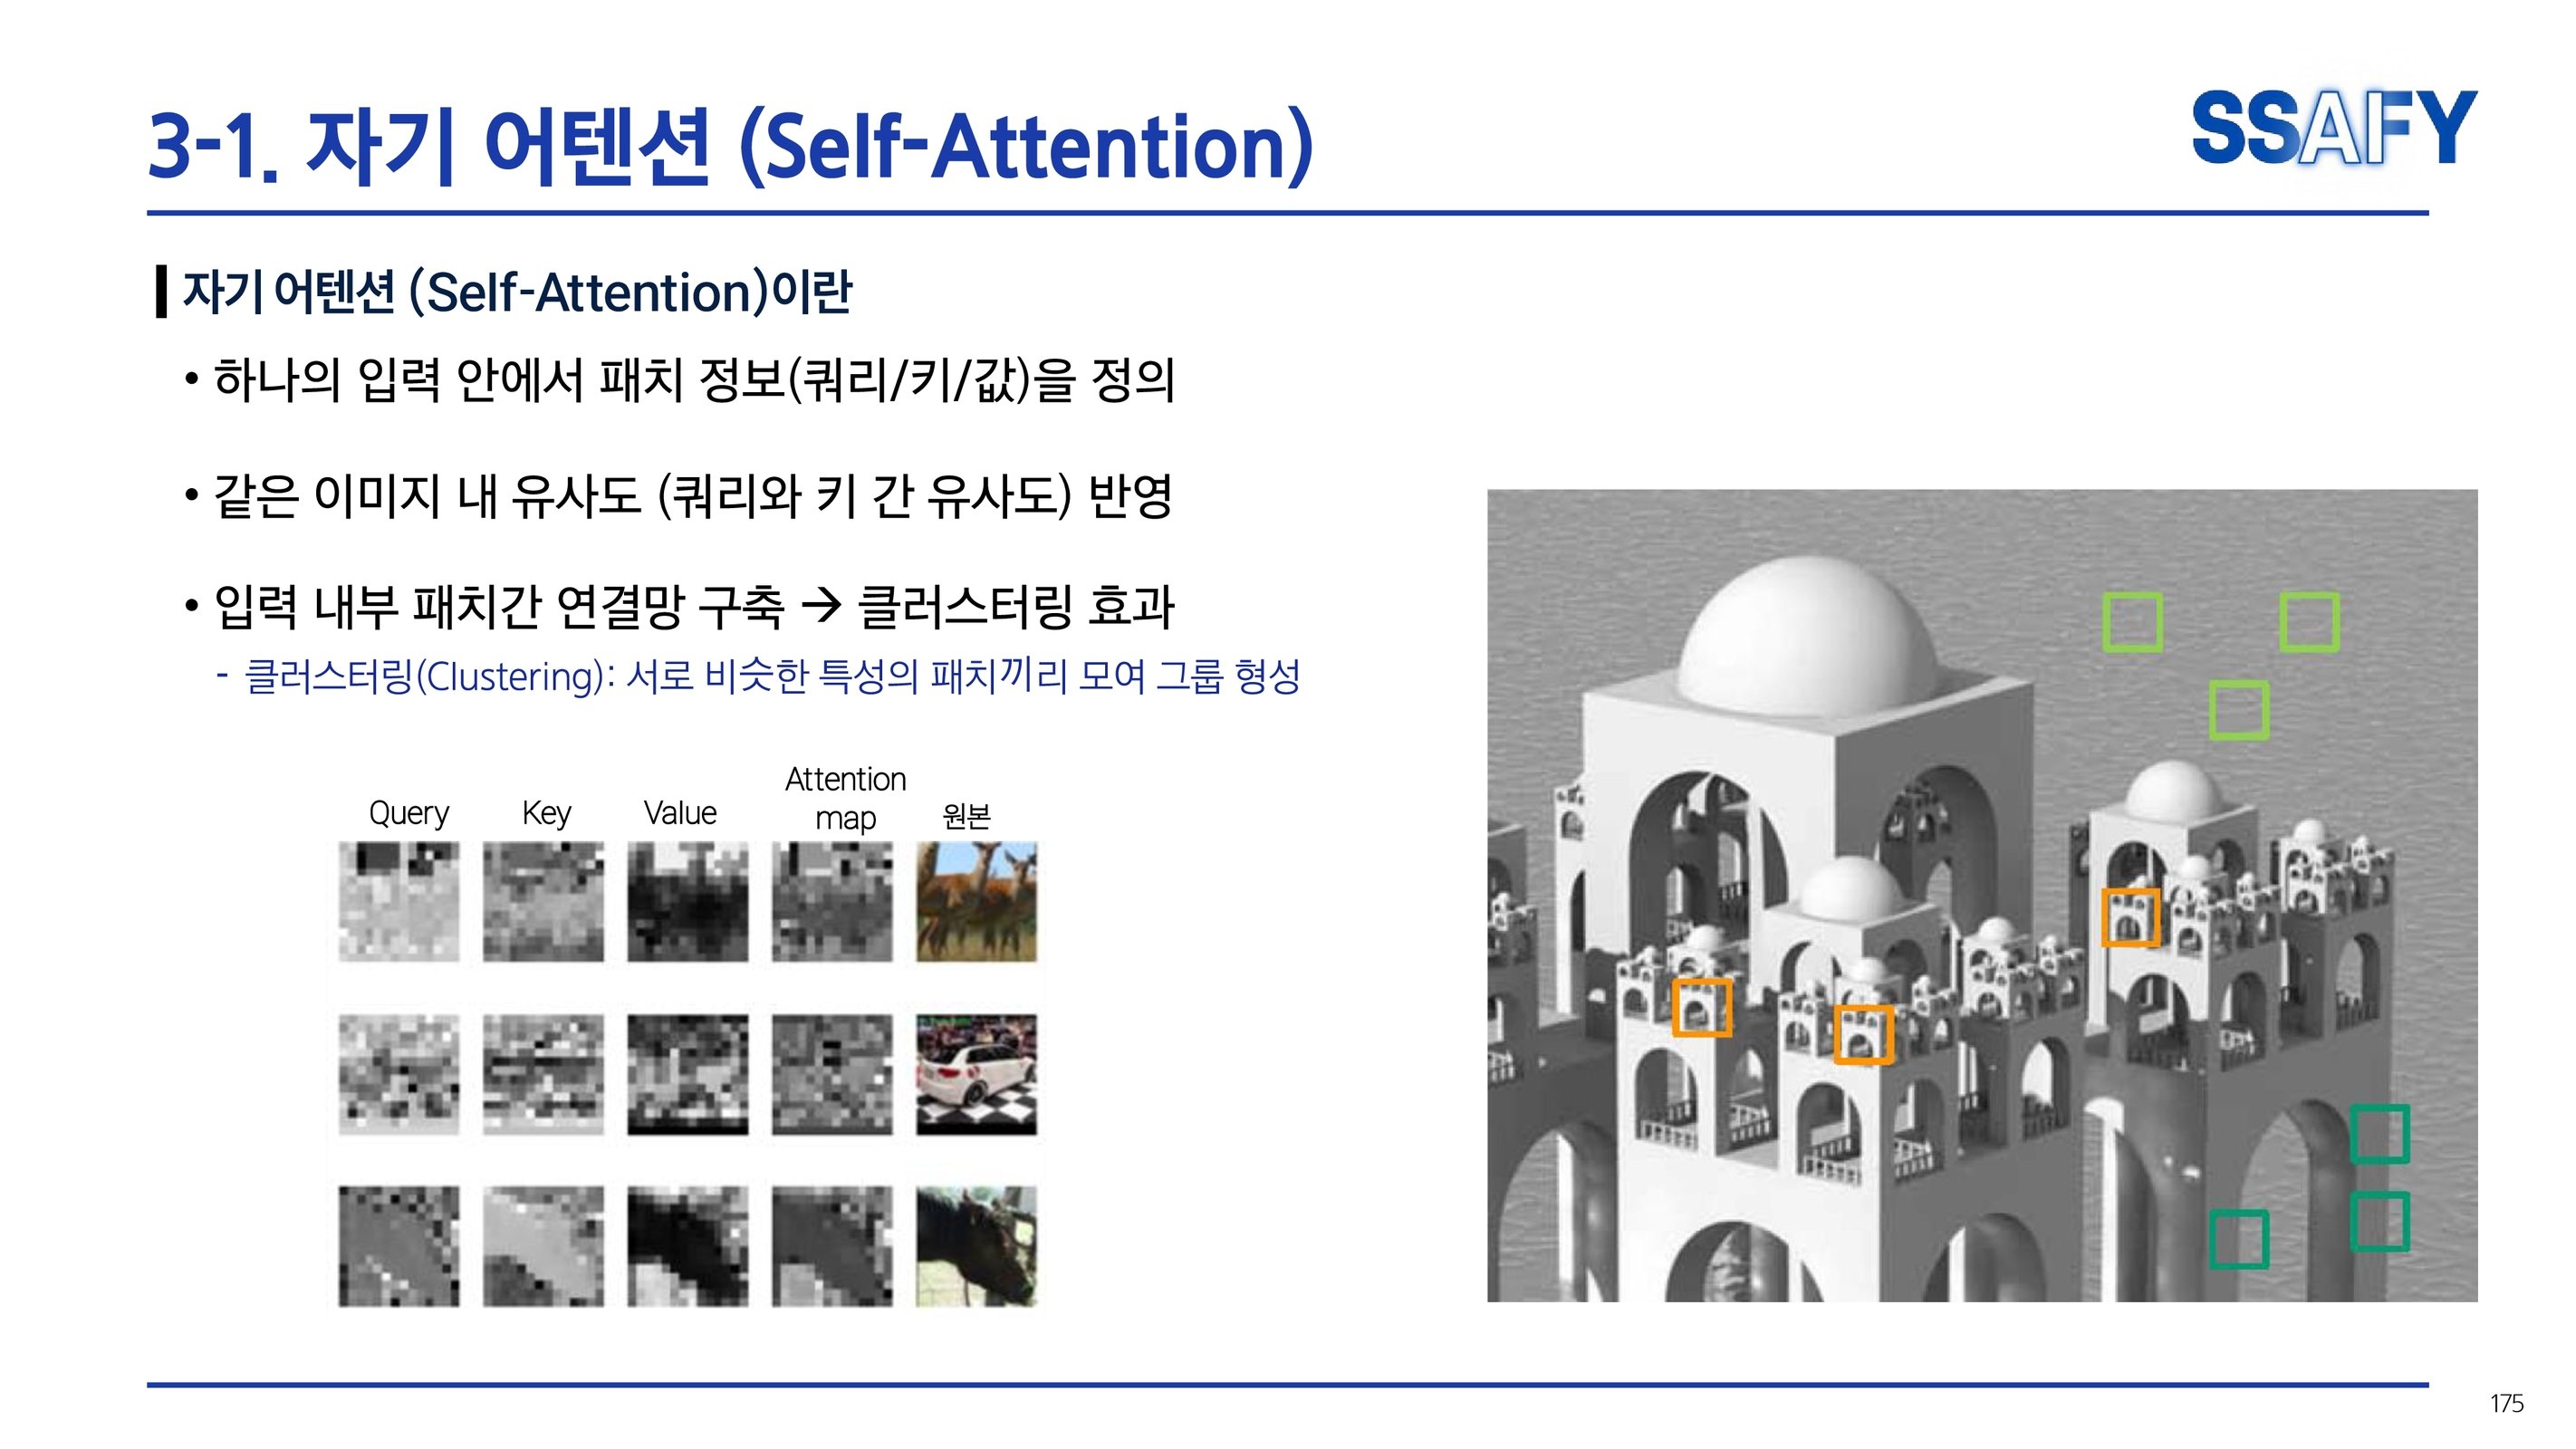 3-1. 자기 어텐션 (Self-Attention)
SSAFY
자기 어텐션 (Self-Attention)이란
• 하나의 입력 안에서 패치 정보(쿼리/키/값)을 정의
• 같은 이미지 내 유사도 (쿼리와 키 간 유사도) 반영
• 입력 내부 패치간 연결망 구축 → 클러스터링 효과
- 클러스터링(Clustering): 서로 비슷한 특성의 패치끼리 모여 그룹 형성
Query Key Value Attention map 원본
175